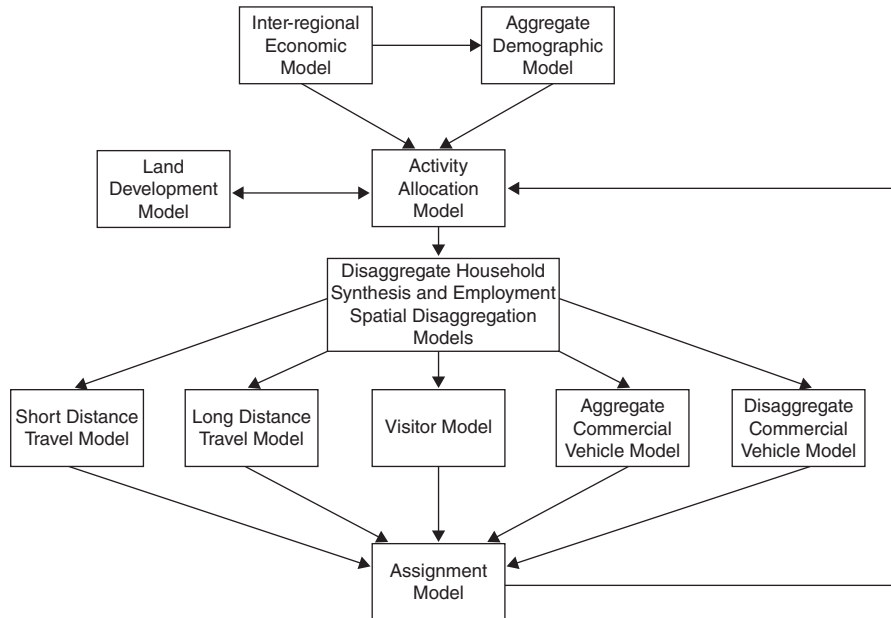 Inter-regional
Economic
Model
Aggregate
Demographic
Model
Land
Development
Model
Activity
Allocation
Model
Disaggregate Household
Synthesis and Employment
Spatial Disaggregation
Models
Short Distance
Travel Model
Long Distance
Travel Model
Visitor Model
Aggregate
Commercial
Vehicle Model
Disaggregate
Commercial
Vehicle Model
Assignment
Model